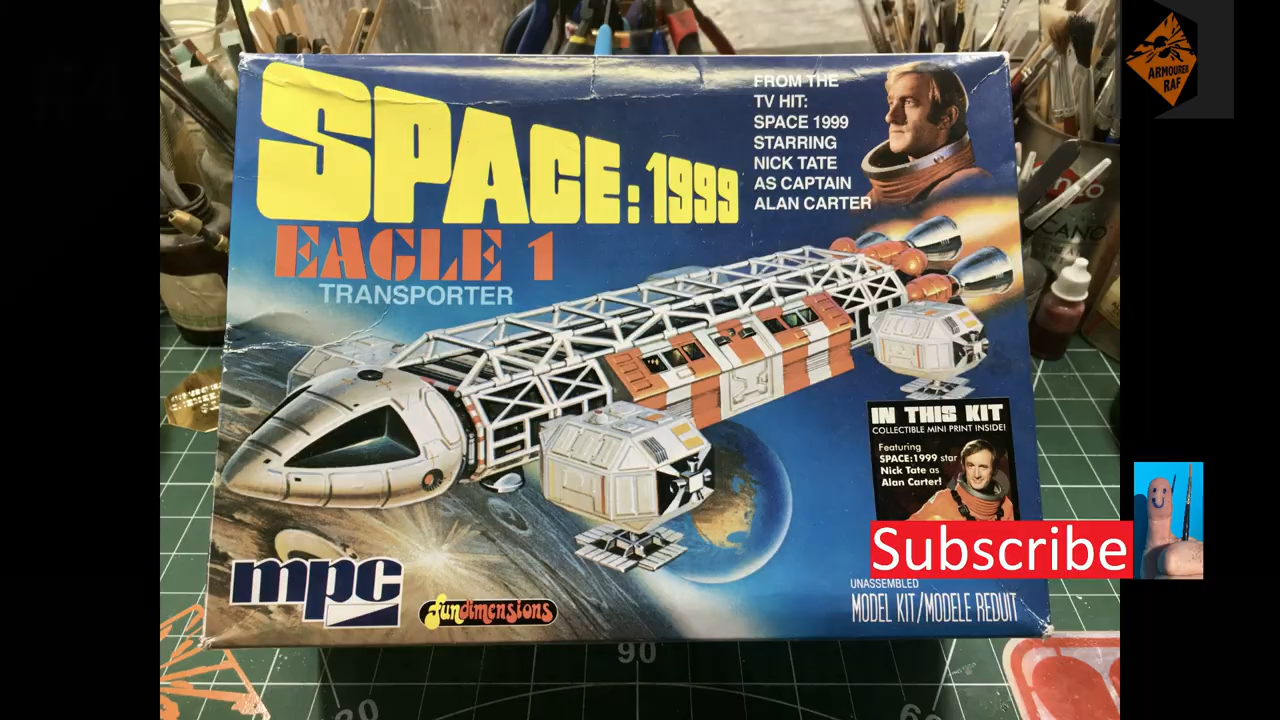 SPACE: 1999
EAGLE 1
TRANSPORTER
FROM THE
TV HIT:
SPACE 1999
STARRING
NICK TATE
AS CAPTAIN
ALAN CARTER
ARMOURER
RAF
IN THIS KIT
COLLECTIBLE MINI PRINT INSIDE!
Featuring
SPACE:1999 star
Nick Tate as
Alan Carter!
Subscribe
mpc
fundimensions
UNASSEMBLED
MODEL KIT/MODELE REDUIT
90